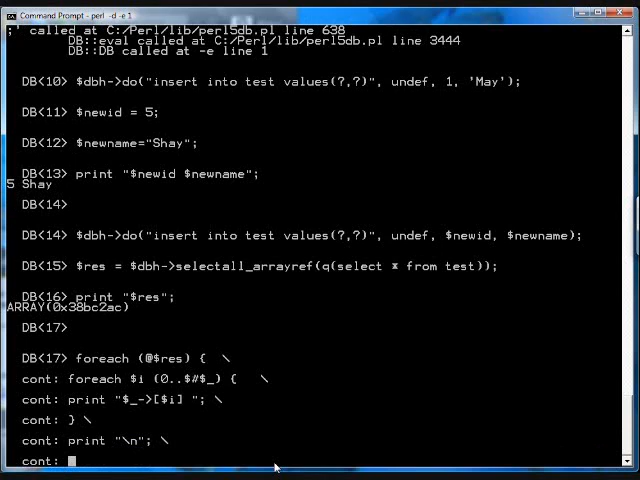 Command Prompt - perl -d -e 1
;' called at C:/Perl/lib/perl5db.pl line 638
DB::eval called at C:/Perl/lib/perl5db.pl line 3444
DB::DB called at -e line 1
DB<10> $dbh->do("insert into test values(?,?)", undef, 1, 'May');
DB<11> $newid = 5;
DB<12> $newname="Shay";
DB<13> print "$newid $newname";
5 Shay
DB<14>
DB<14> $dbh->do("insert into test values(?,?)", undef, $newid, $newname);
DB<15> $res = $dbh->selectall_arrayref(q(select * from test));
DB<16> print "$res";
ARRAY(0x38bc2ac)
DB<17>
DB<17> foreach (@$res) { \
cont: foreach $i (0..$#$_) { \
cont: print "$_->[$i] "; \
cont: } \
cont: print "\n"; \
cont: